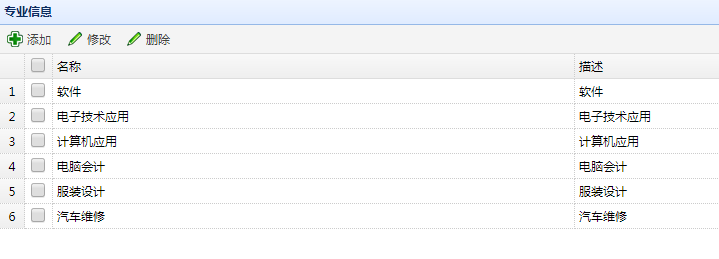 专业信息
添加 修改 删除
名称 描述
1 软件 软件
2 电子技术应用 电子技术应用
3 计算机应用 计算机应用
4 电脑会计 电脑会计
5 服装设计 服装设计
6 汽车维修 汽车维修